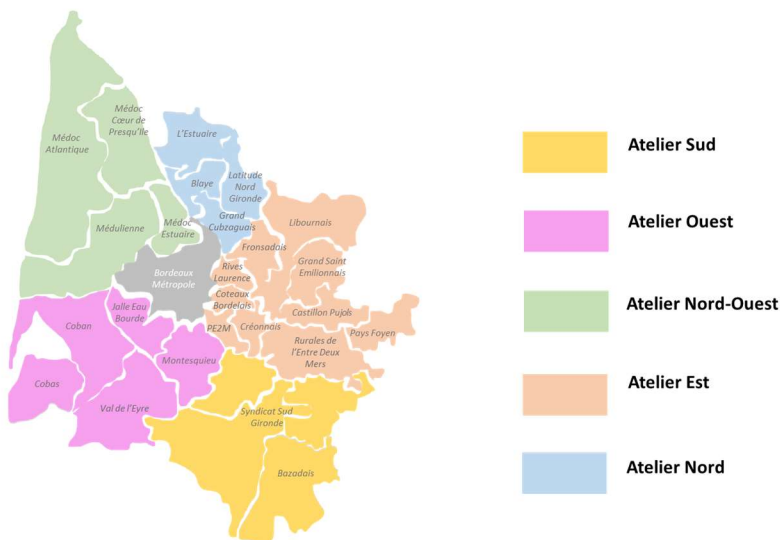 Médoc
Cœur de
Presqu'île
Médoc
Atlantique
L'Estuaire
Blaye
Latitude
Nord
Gironde
Médulienne
Médoc
Estuaire
Grand
Cubzaguais
Libournais
Fronsadais
Bordeaux
Métropole
Rives
Laurence
Grand Saint
Emilionnais
Coteaux
Bordelais
Jalle Eau
Bourde
Castillon Pujols
Coban
PE2M
Créonnais
Pays Foyen
Rurales de
l'Entre Deux
Mers
Montesquieu
Cobas
Val de l'Eyre
Syndicat Sud
Gironde
Bazadais
Atelier Sud
Atelier Ouest
Atelier Nord-Ouest
Atelier Est
Atelier Nord